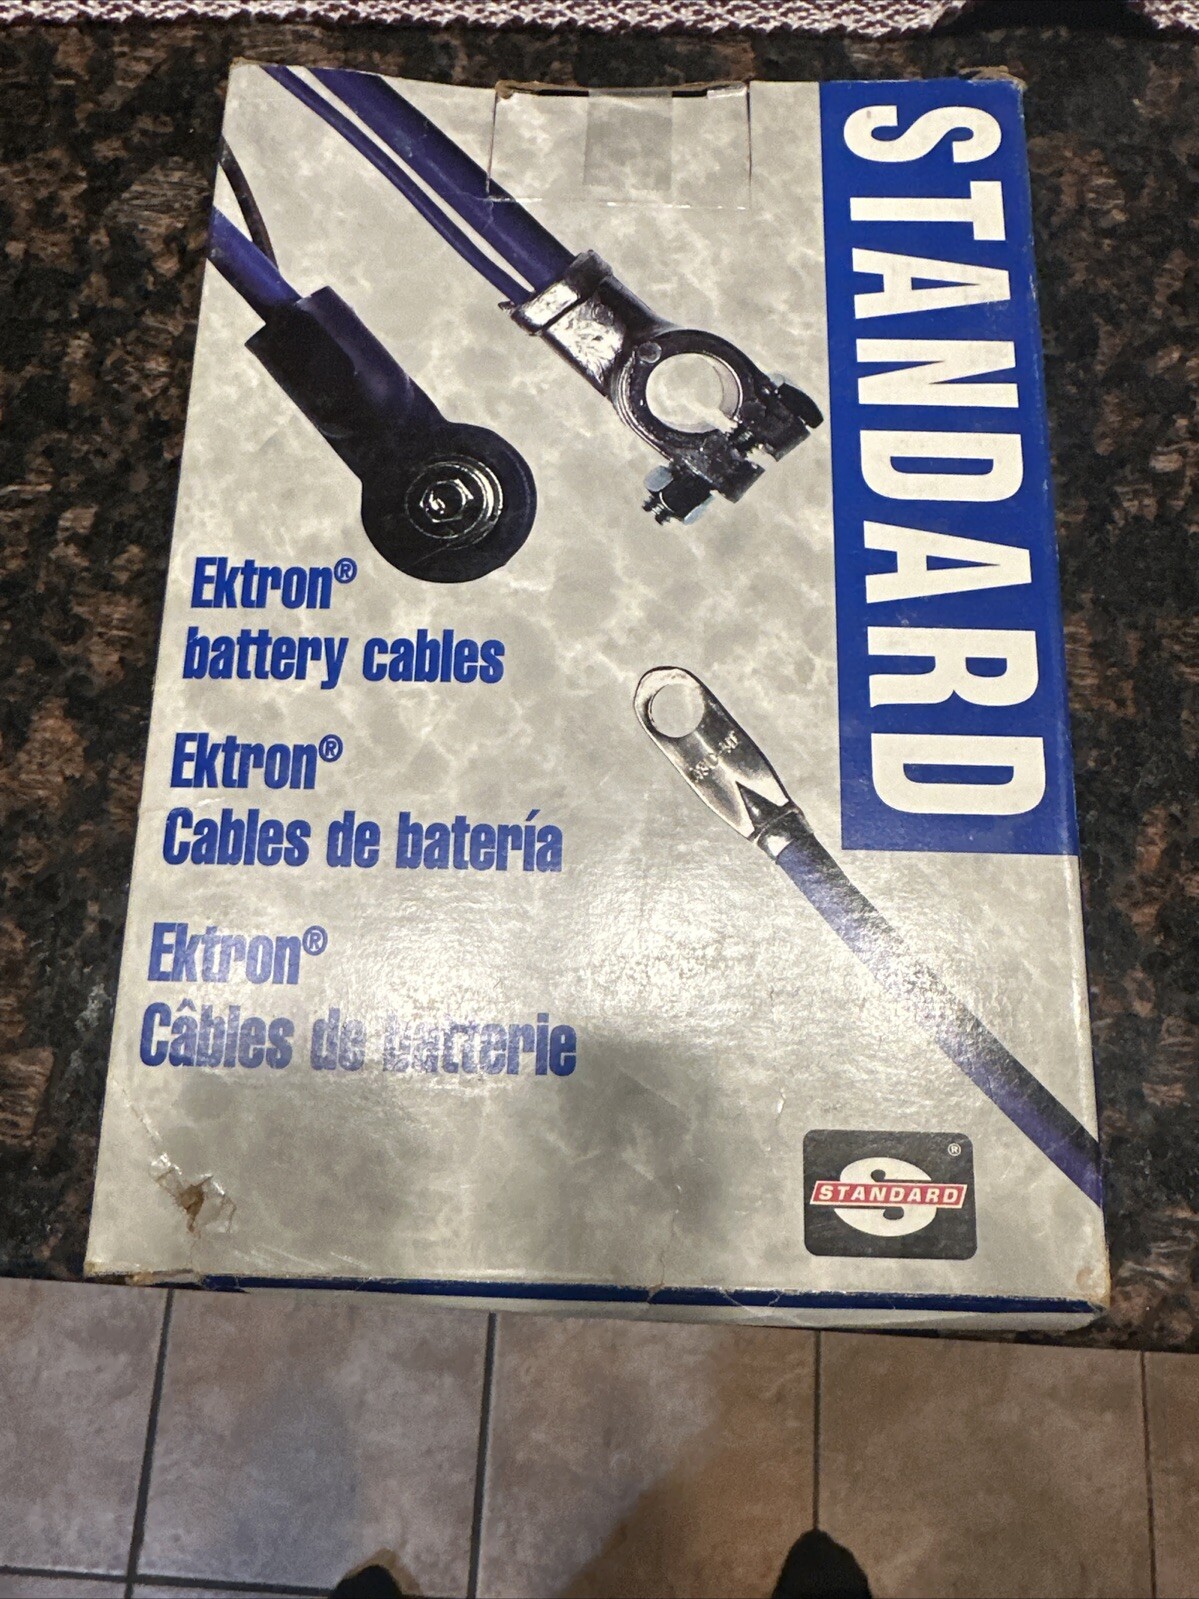 STANDARD
Ektron®
battery cables
Ektron®
Cables de batería
Ektron®
Câbles de batterie
STANDARD
S
®